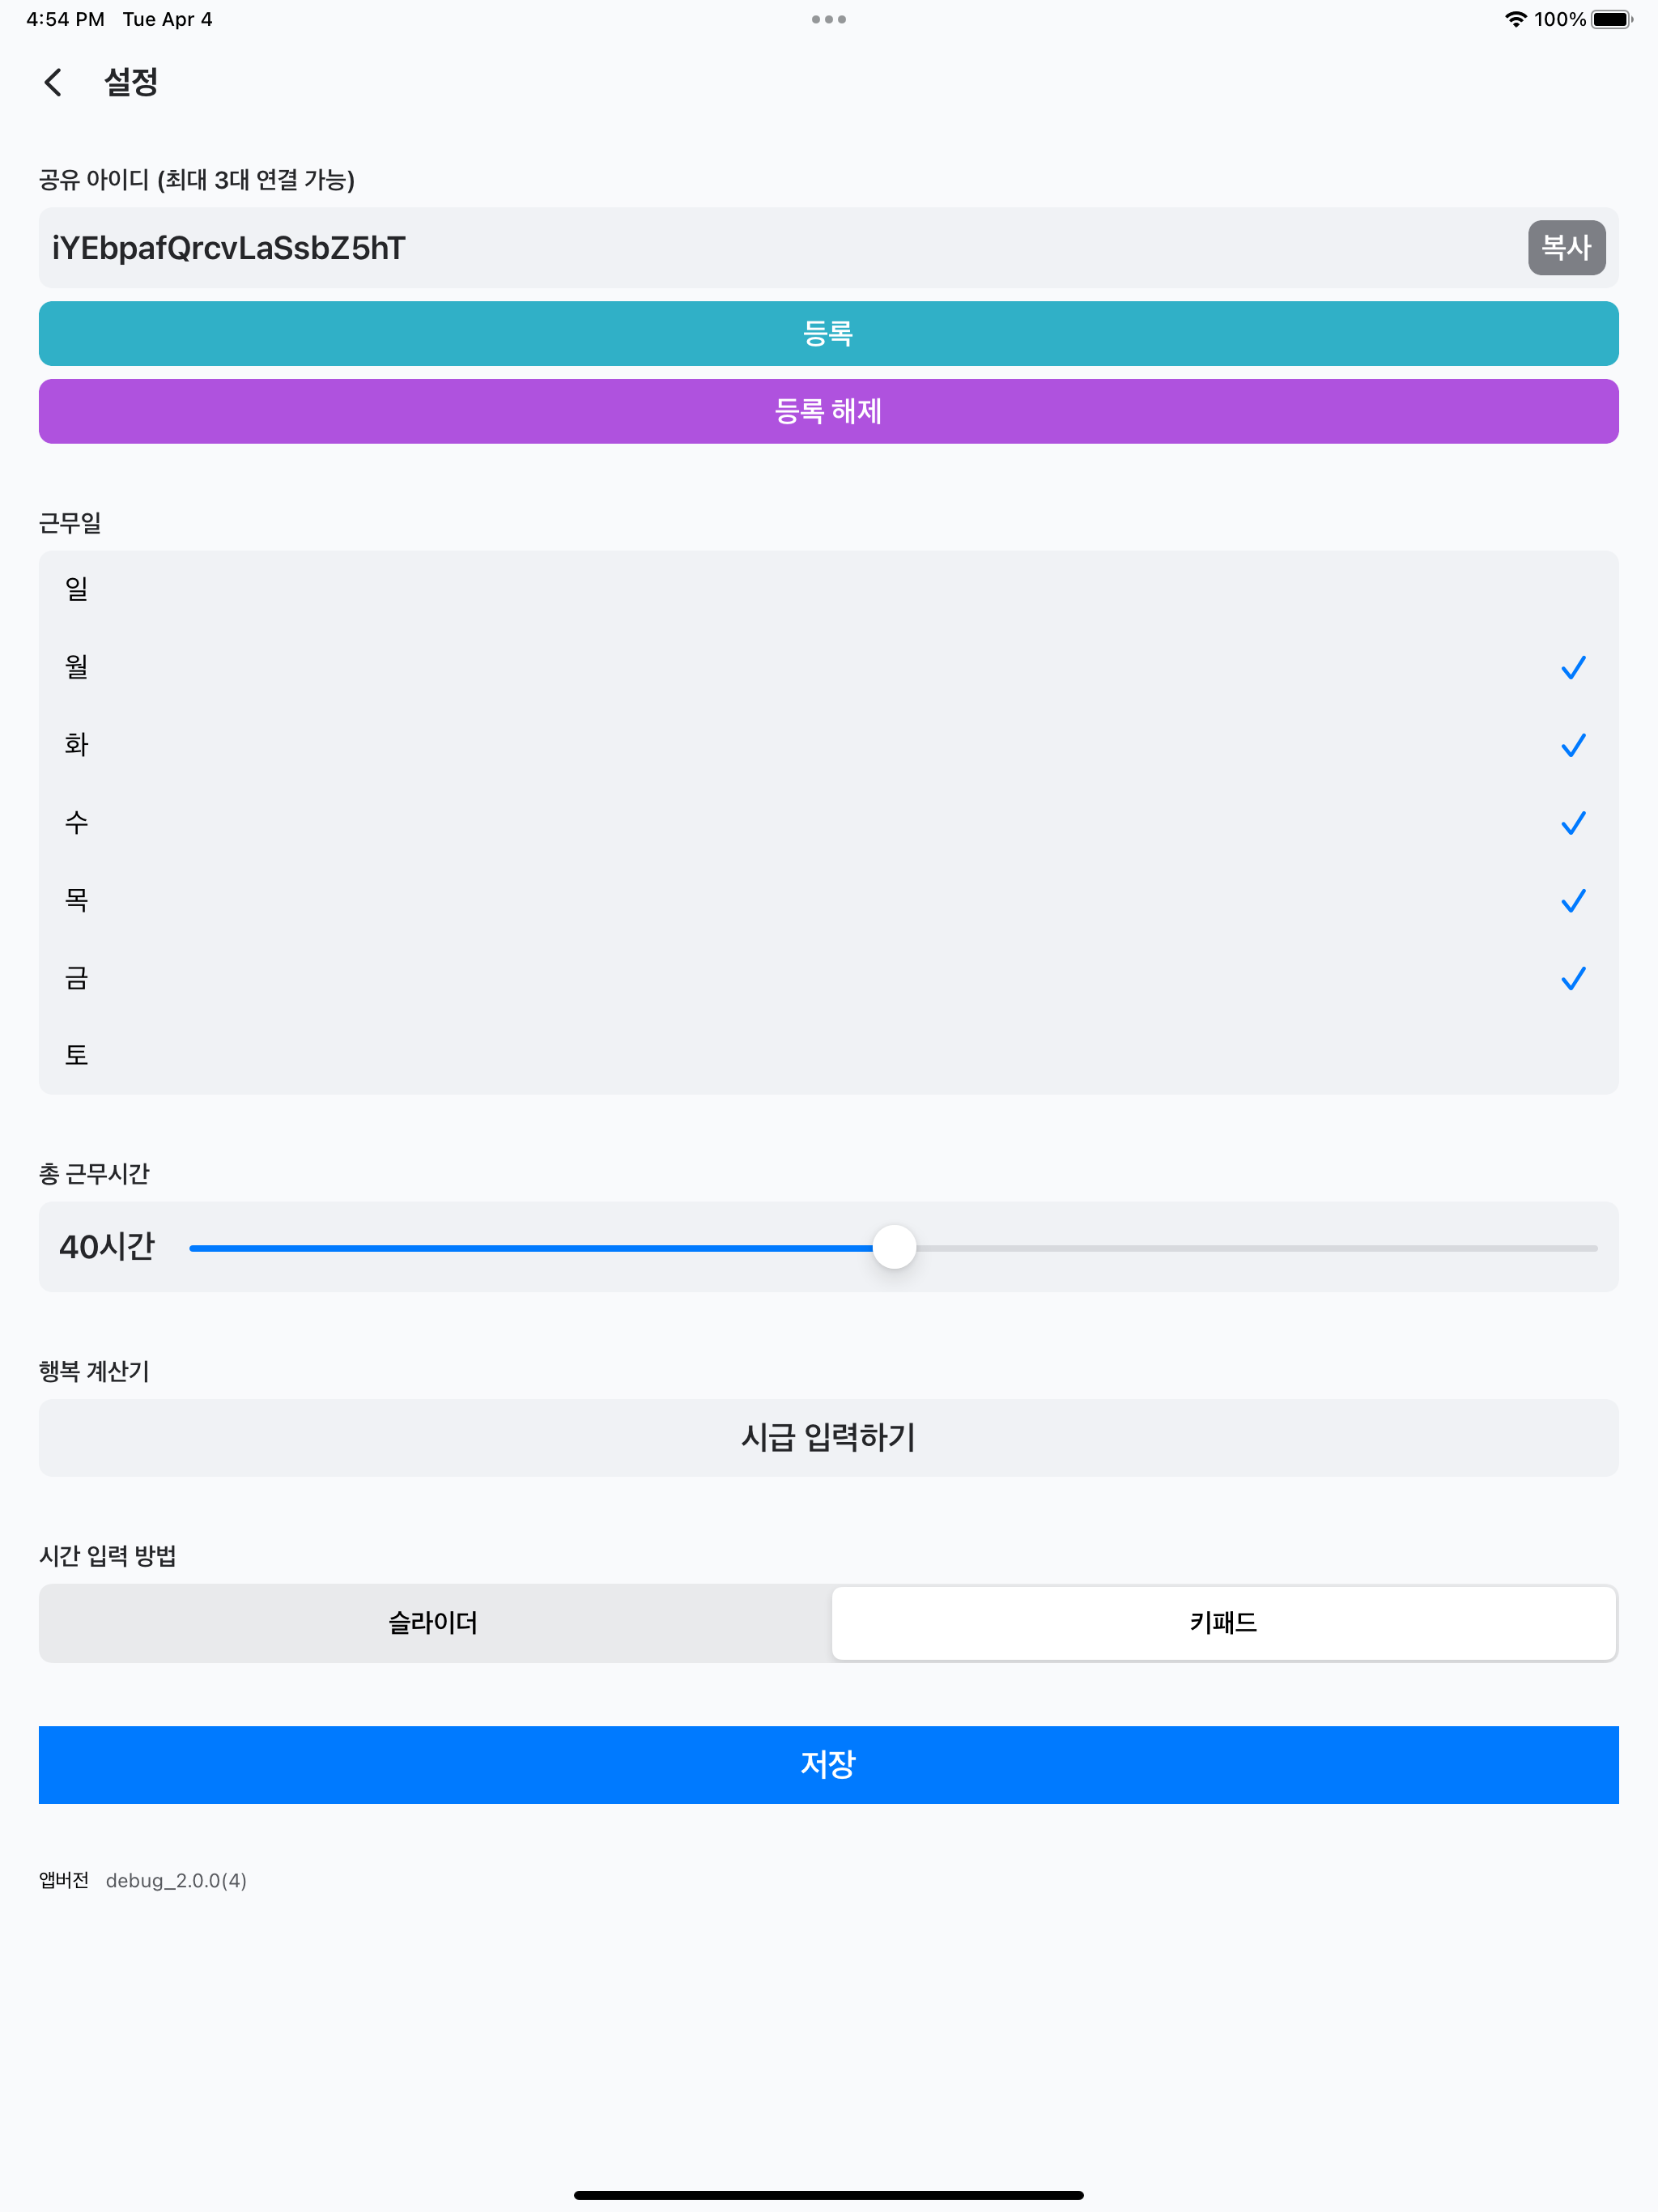 4:54 PM Tue Apr 4 100%
설정
공유 아이디 (최대 3대 연결 가능)
iYEbpafQrcvLaSsbZ5hT 복사
등록
등록 해제
근무일
일
월
화
수
목
금
토
총 근무시간
40시간
행복 계산기
시급 입력하기
시간 입력 방법
슬라이더 키패드
저장
앱버전 debug_2.0.0(4)